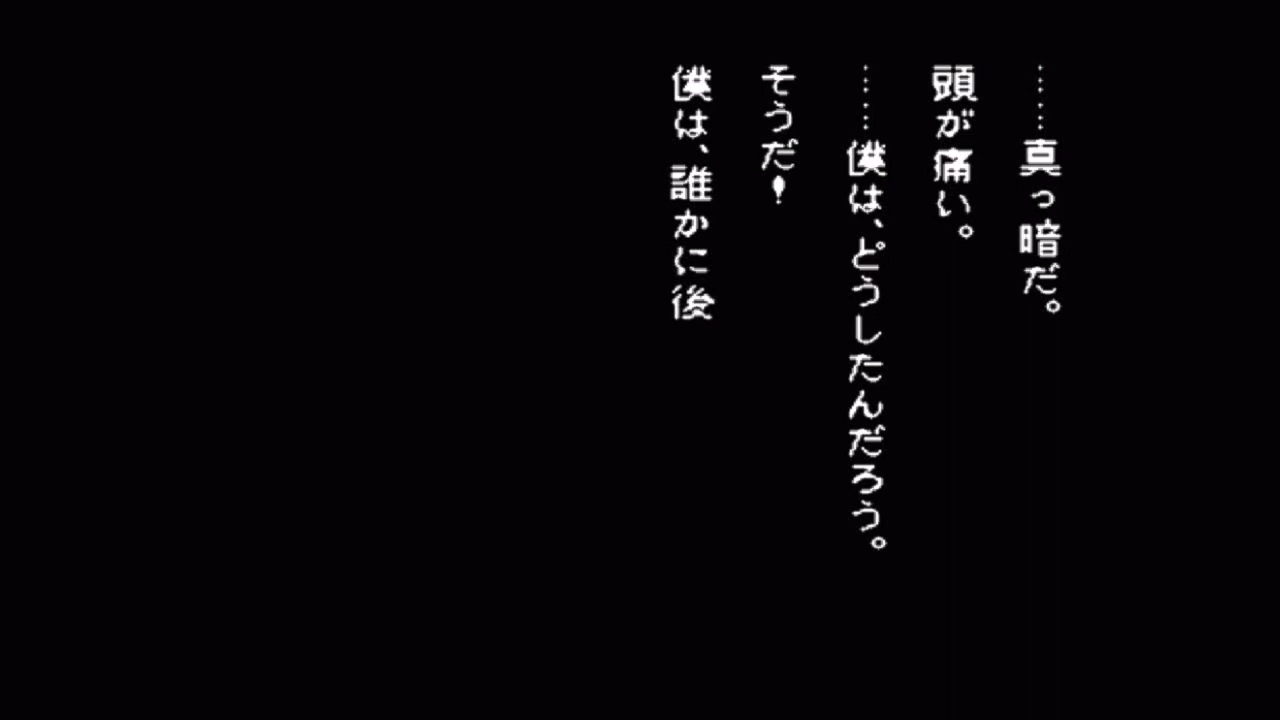 ……真っ暗だ。
頭が痛い。
……僕は、どうしたんだろう。
そうだ！
僕は、誰かに後